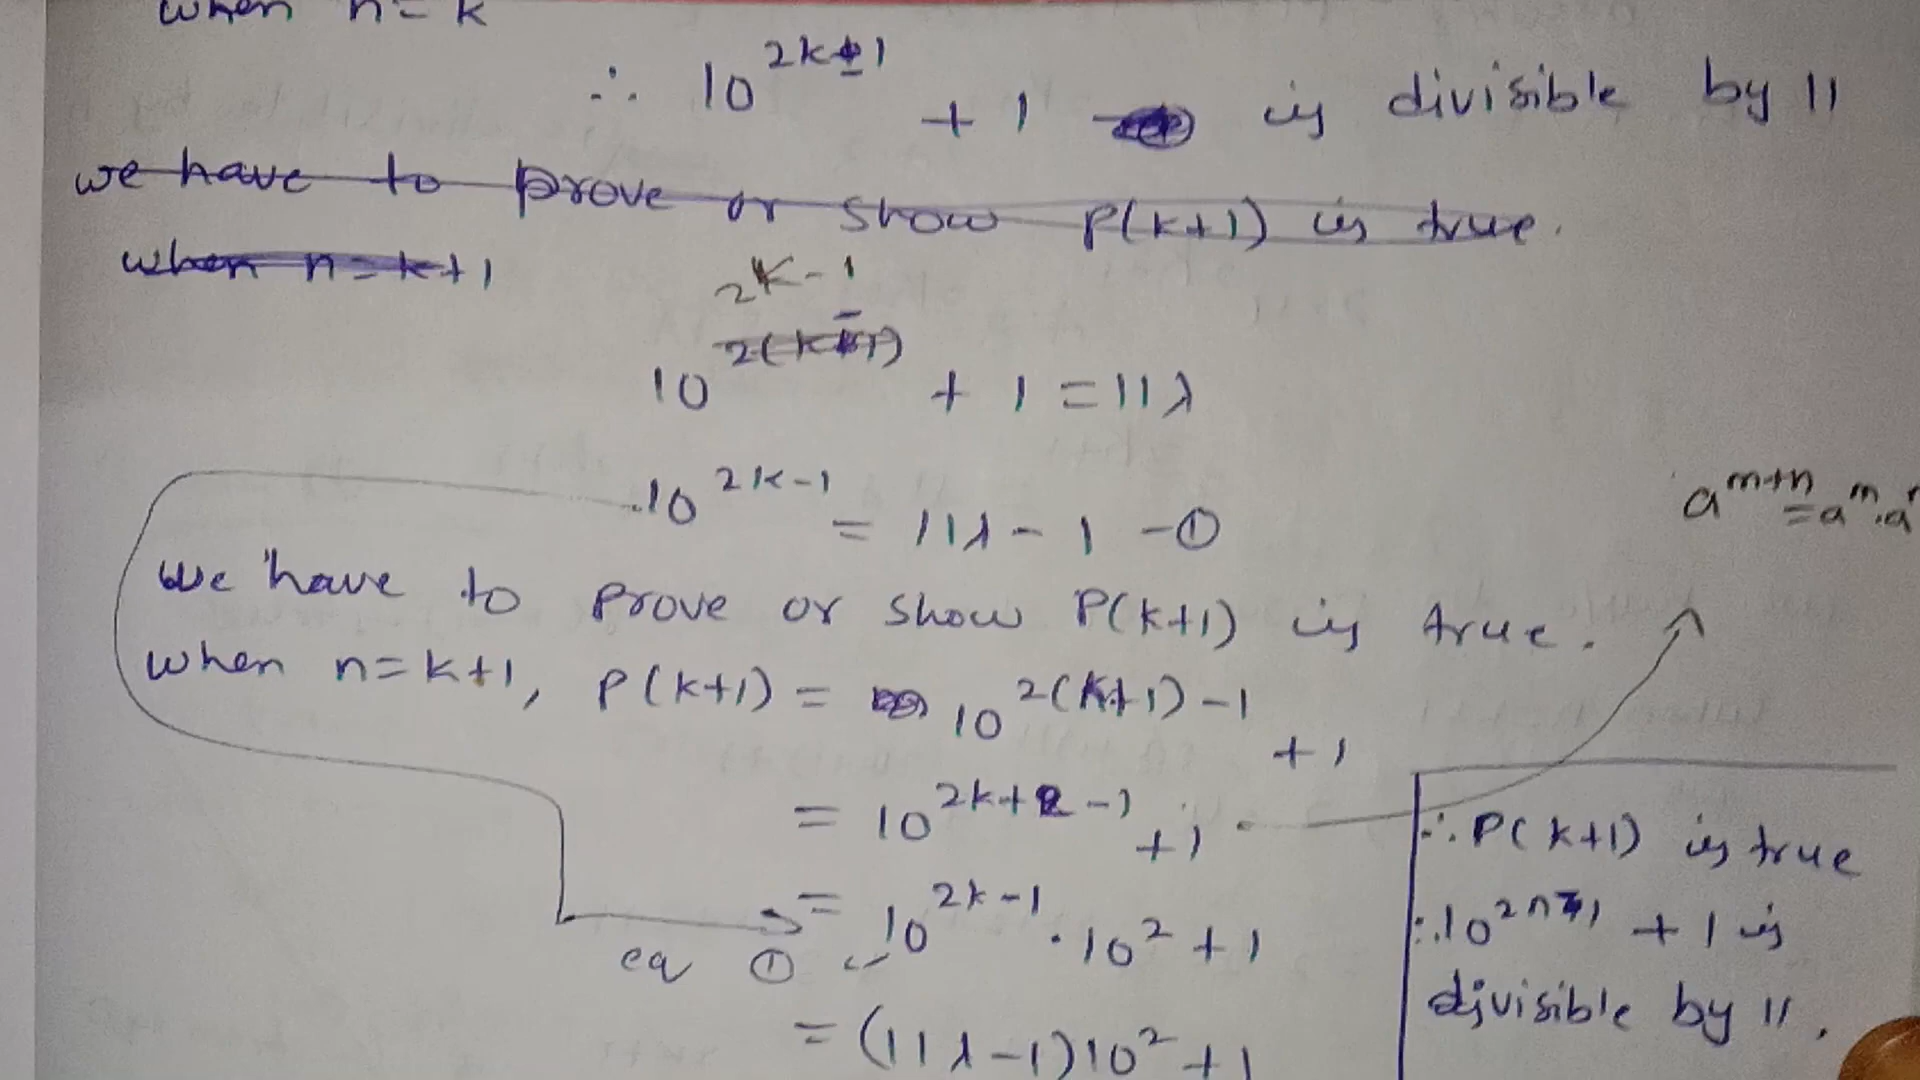 when n = k
∴ 10^(2k-1) + 1 is divisible by 11
we have to prove or show P(k+1) is true.
when n = k+1
2k-1
10 + 1 = 11λ
10^(2k-1) = 11λ - 1 - ①
a^(m+n) = a^m . a
we have to prove or show P(k+1) is true.
when n = k+1, P(k+1) = 10^(2(k+1)-1) + 1
= 10^(2k+2-1) + 1
= 10^(2k-1) . 10^2 + 1
eq ①
= (11λ-1)10^2 + 1
∴ P(k+1) is true
∴ 10^(2n-1) + 1 is
divisible by 11.